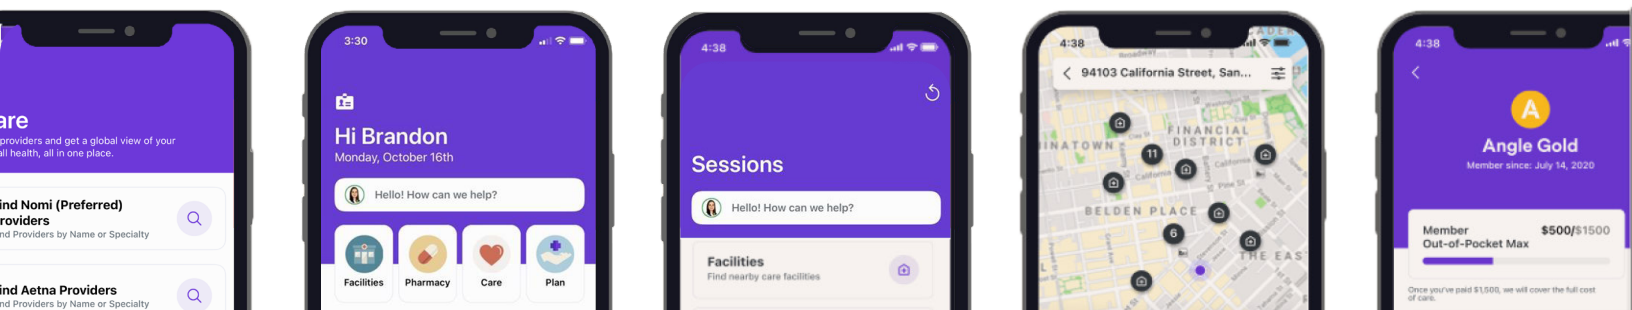 are
providers and get a global view of your
all health, all in one place.
ind Nomi (Preferred)
roviders
nd Providers by Name or Specialty
ind Aetna Providers
nd Providers by Name or Specialty
3:30
Hi Brandon
Monday, October 16th
Hello! How can we help?
Facilities
Pharmacy
Care
Plan
4:38
Sessions
Hello! How can we help?
Facilities
Find nearby care facilities
4:38
94103 California Street, San...
Broadway
FINANCIAL
DISTRICT
INATOWN
11
California
California
Pine St
BELDEN PLACE
6
THE EAS
4:38
A
Angle Gold
Member since: July 14, 2020
Member
Out-of-Pocket Max
$500/$1500
Once you've paid $1,500, we will cover the full cost
of care.